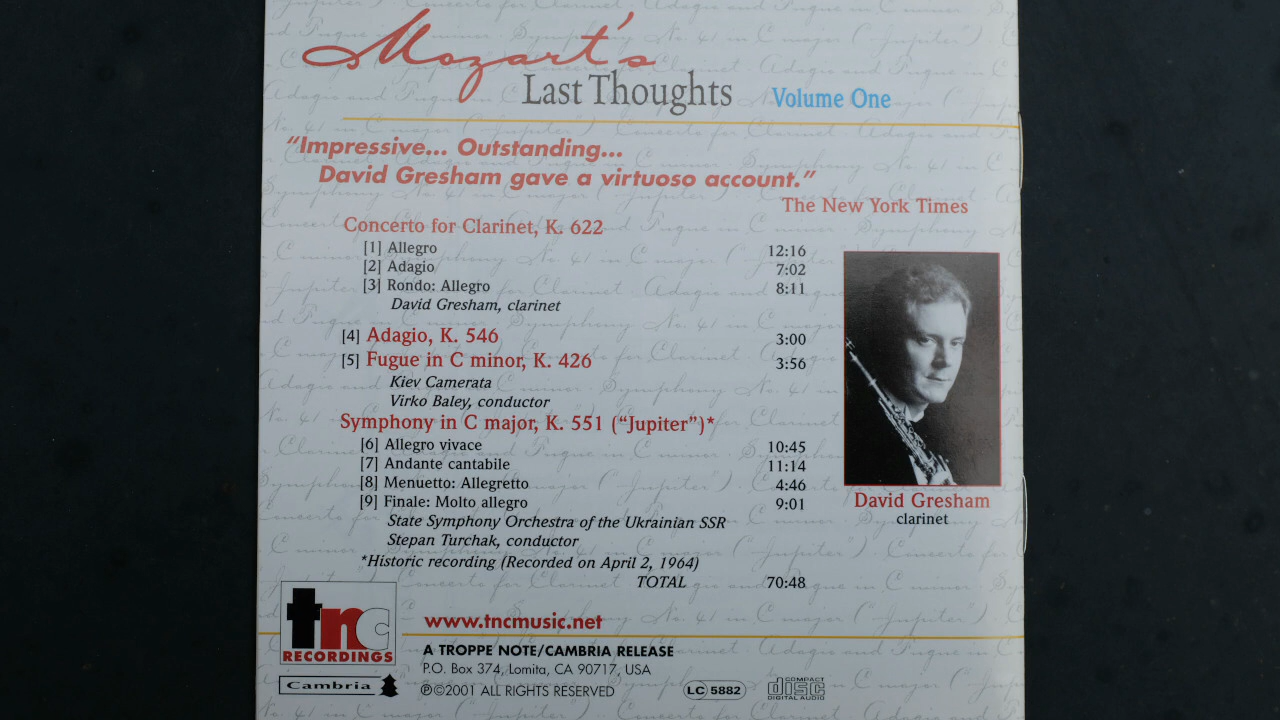 Mozart's
Last Thoughts Volume One
“Impressive... Outstanding...
David Gresham gave a virtuoso account.”
The New York Times
Concerto for Clarinet, K. 622
[1] Allegro 12:16
[2] Adagio 7:02
[3] Rondo: Allegro 8:11
David Gresham, clarinet
[4] Adagio, K. 546 3:00
[5] Fugue in C minor, K. 426 3:56
Kiev Camerata
Virko Baley, conductor
Symphony in C major, K. 551 (“Jupiter”)*
[6] Allegro vivace 10:45
[7] Andante cantabile 11:14
[8] Menuetto: Allegretto 4:46
[9] Finale: Molto allegro 9:01
State Symphony Orchestra of the Ukrainian SSR
Stepan Turchak, conductor
*Historic recording (Recorded on April 2, 1964)
TOTAL 70:48
David Gresham
clarinet
tnc
RECORDINGS
Cambria
www.tncmusic.net
A TROPPE NOTE/CAMBRIA RELEASE
P.O. Box 374, Lomita, CA 90717, USA
℗©2001 ALL RIGHTS RESERVED
LC 5882
COMPACT
disc
DIGITAL AUDIO